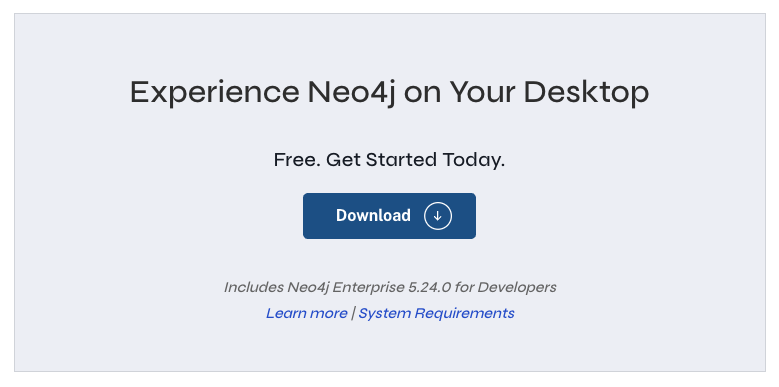 Experience Neo4j on Your Desktop
Free. Get Started Today.
Download
Includes Neo4j Enterprise 5.24.0 for Developers
Learn more | System Requirements